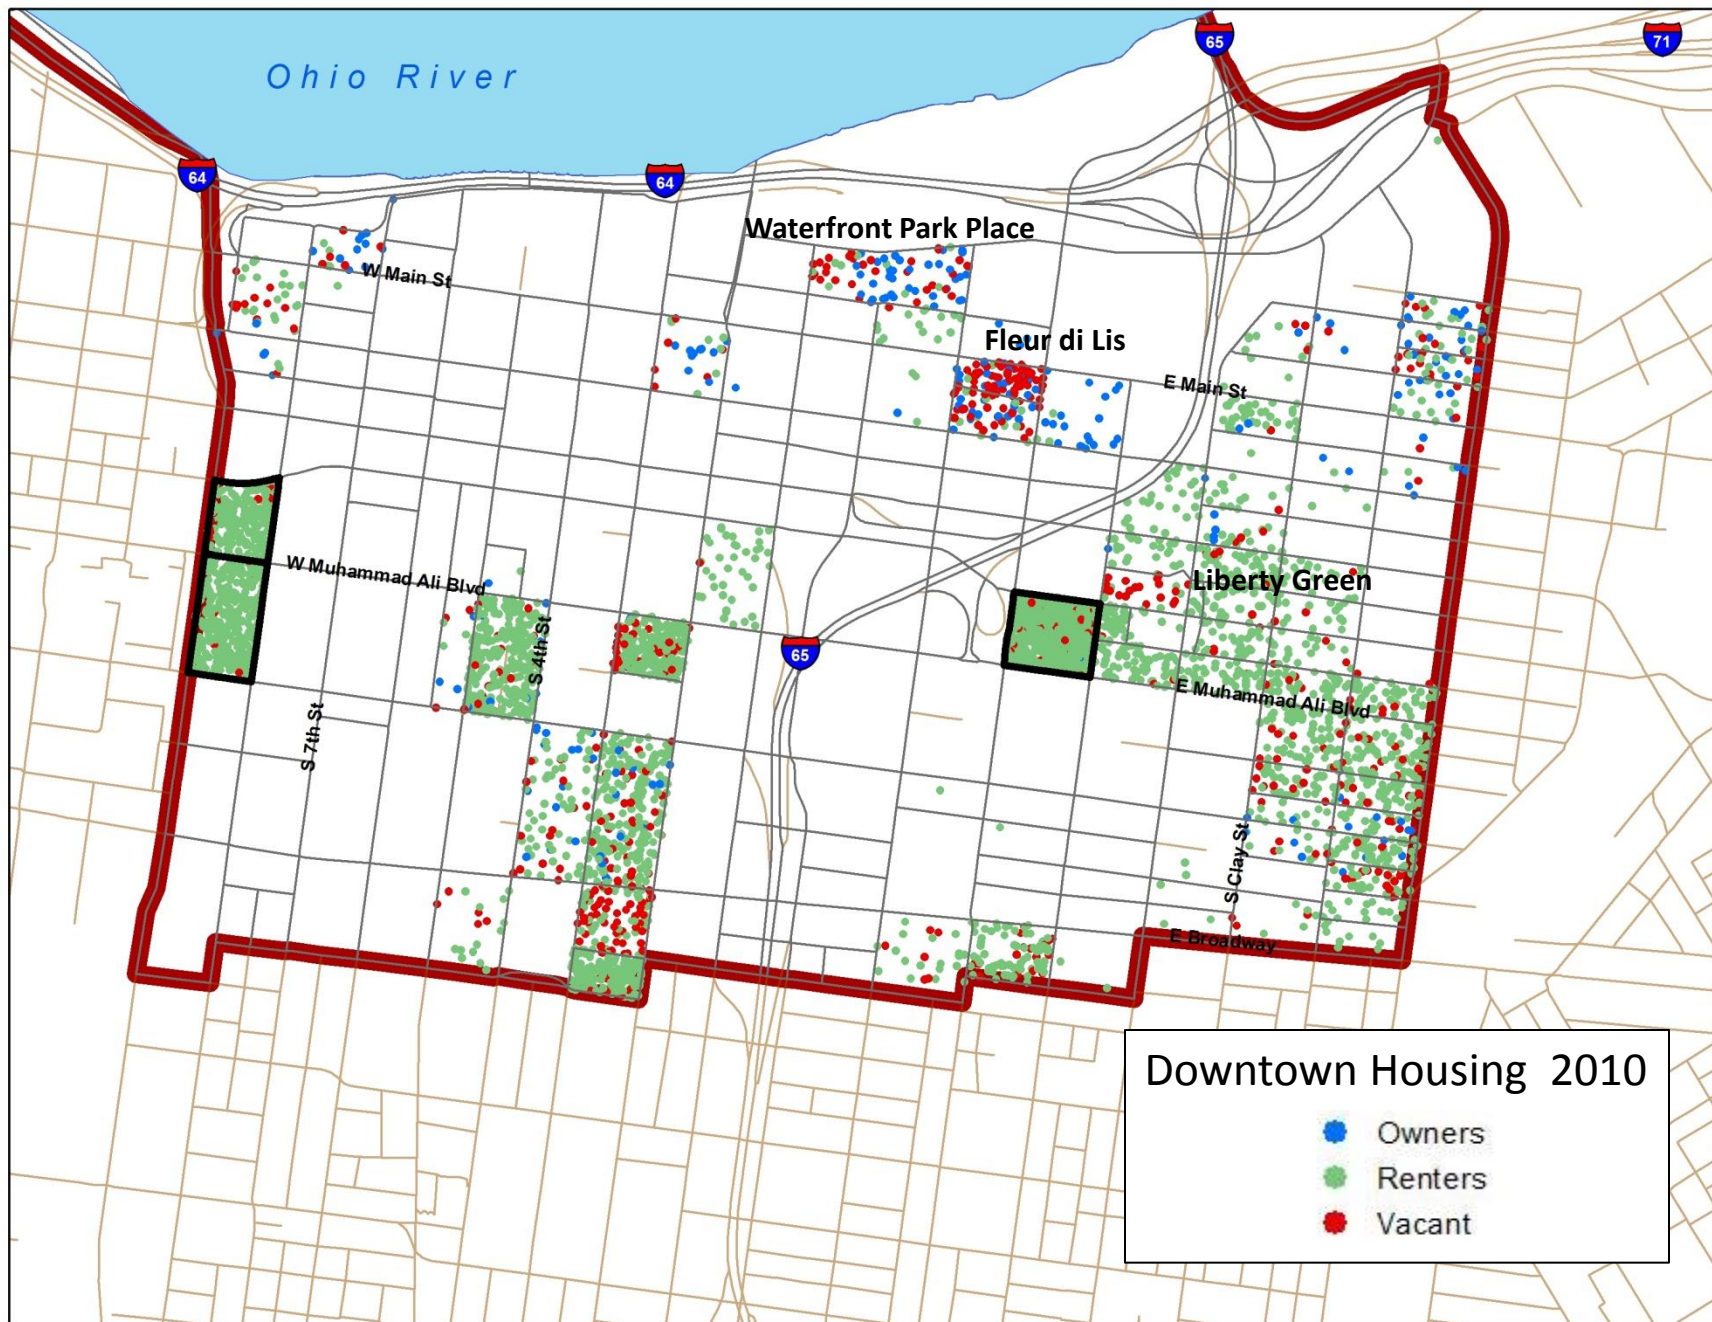 65
71
Ohio River
64
64
Waterfront Park Place
W Main St
Fleur di Lis
E Main St
W Muhammad Ali Blvd
Liberty Green
S 4th St
65
E Muhammad Ali Blvd
S 7th St
S Clay St
E Broadway
Downtown Housing 2010
Owners
Renters
Vacant